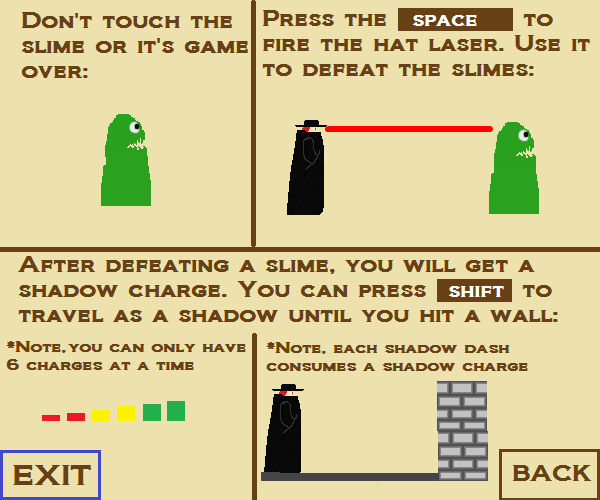 Don't touch the
slime or it's game
over:
Press the SPACE to
fire the hat laser. Use it
to defeat the slimes:
After defeating a slime, you will get a
shadow charge. You can press SHIFT to
travel as a shadow until you hit a wall:
*Note,you can only have
6 charges at a time
*Note, each shadow dash
consumes a shadow charge
EXIT
BACK